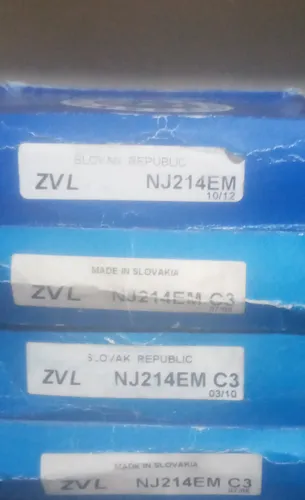 SLOVAK REPUBLIC
ZVL NJ214EM
10/12
MADE IN SLOVAKIA
ZVL NJ214EM C3
SLOVAK REPUBLIC
ZVL NJ214EM C3
03/10
MADE IN SLOVAKIA
ZVL NJ214EM C3